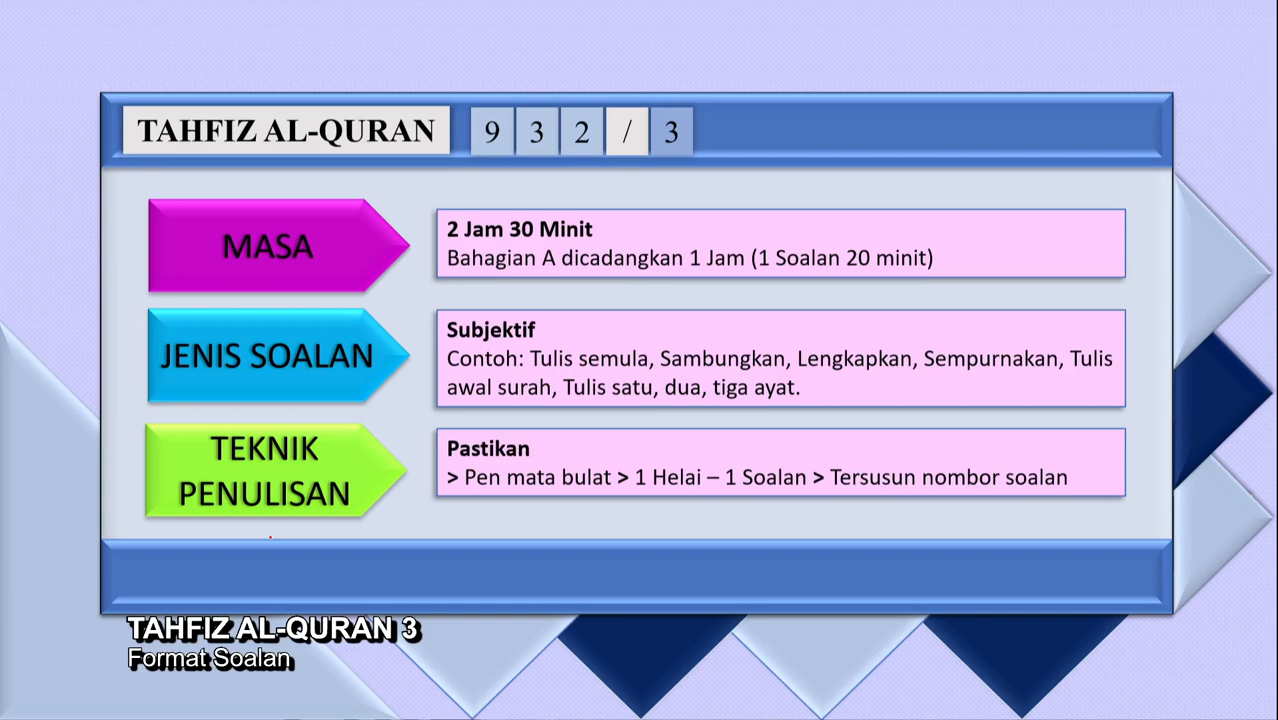 TAHFIZ AL-QURAN 9 3 2 / 3
MASA
2 Jam 30 Minit
Bahagian A dicadangkan 1 Jam (1 Soalan 20 minit)
JENIS SOALAN
Subjektif
Contoh: Tulis semula, Sambungkan, Lengkapkan, Sempurnakan, Tulis
awal surah, Tulis satu, dua, tiga ayat.
TEKNIK
PENULISAN
Pastikan
> Pen mata bulat > 1 Helai – 1 Soalan > Tersusun nombor soalan
TAHFIZ AL-QURAN 3
Format Soalan